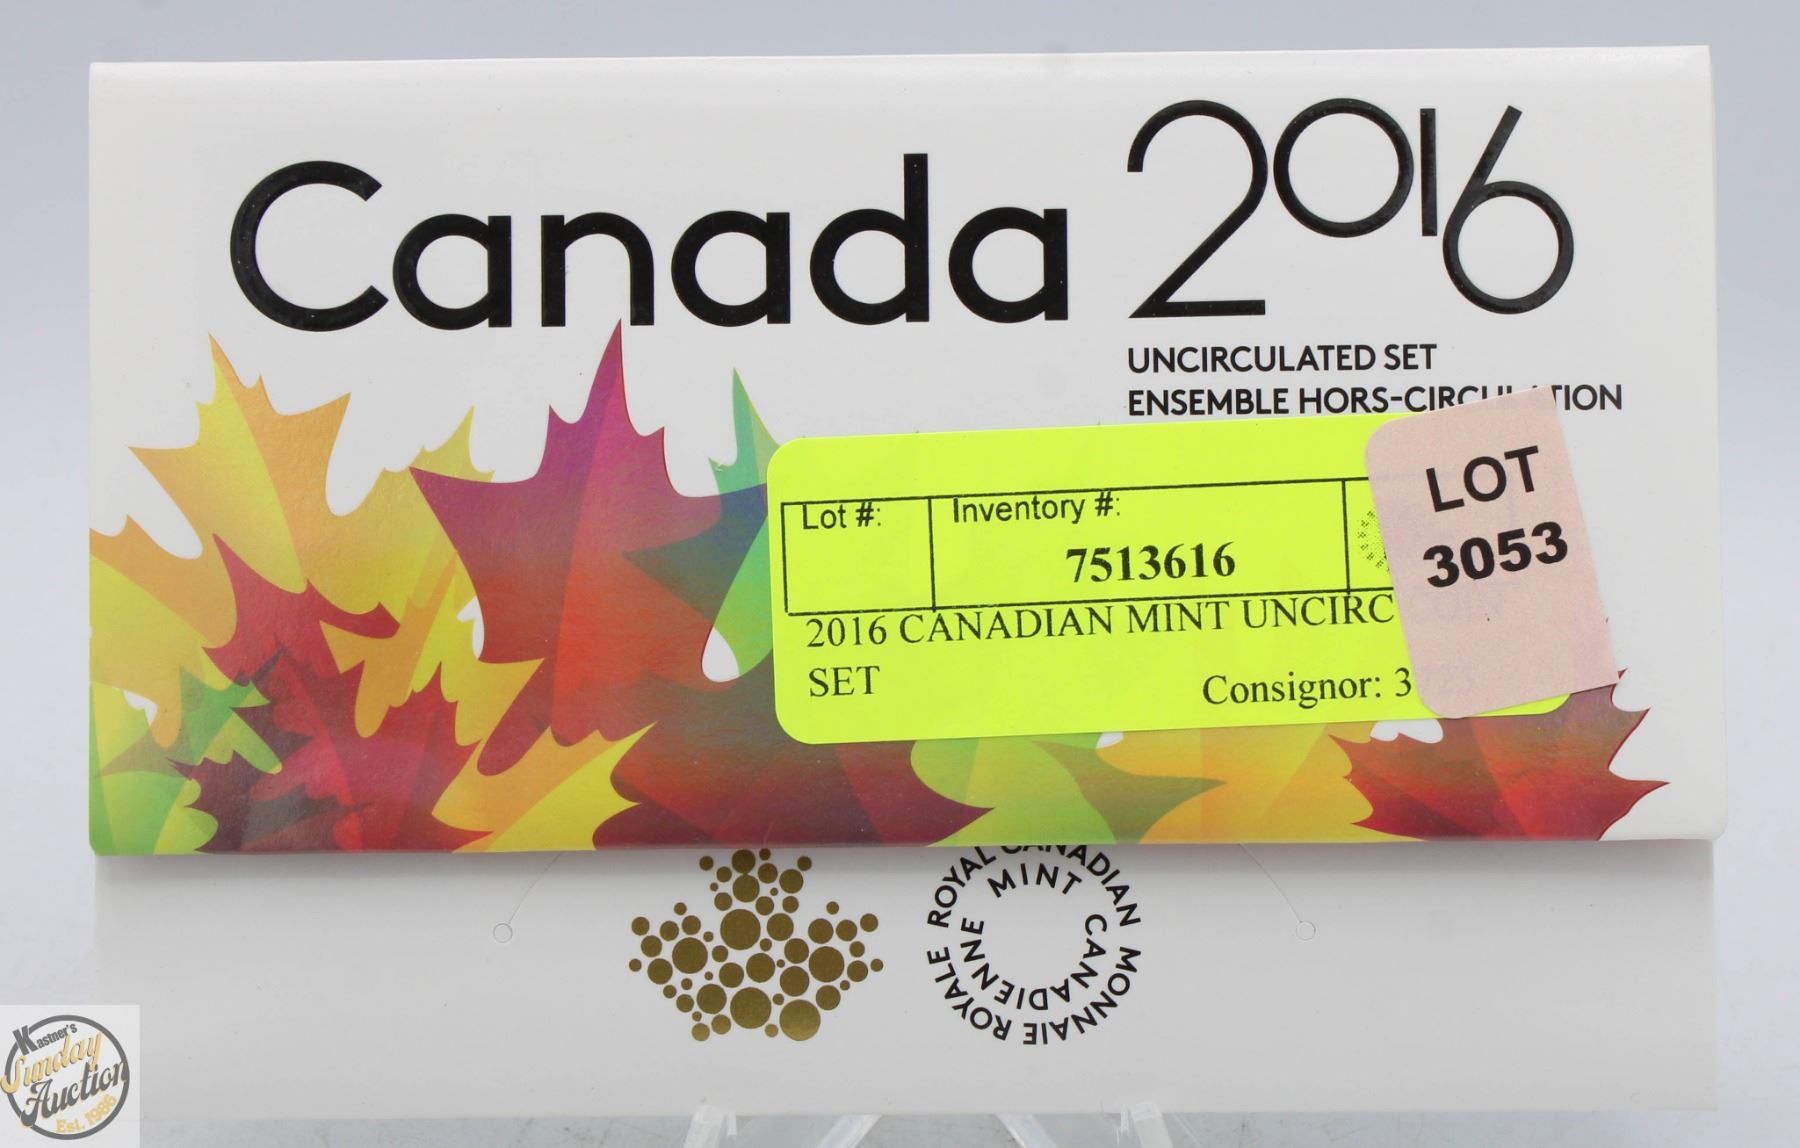 Canada 2016
UNCIRCULATED SET
ENSEMBLE HORS-CIRCULATION
LOT
3053
Lot #:
Inventory #:
7513616
2016 CANADIAN MINT UNCIRC
SET
Consignor: 3
ROYAL CANADIAN MINT
MONNAIE ROYALE CANADIENNE
Kastner's
Sunday
Auction
Est. 1986